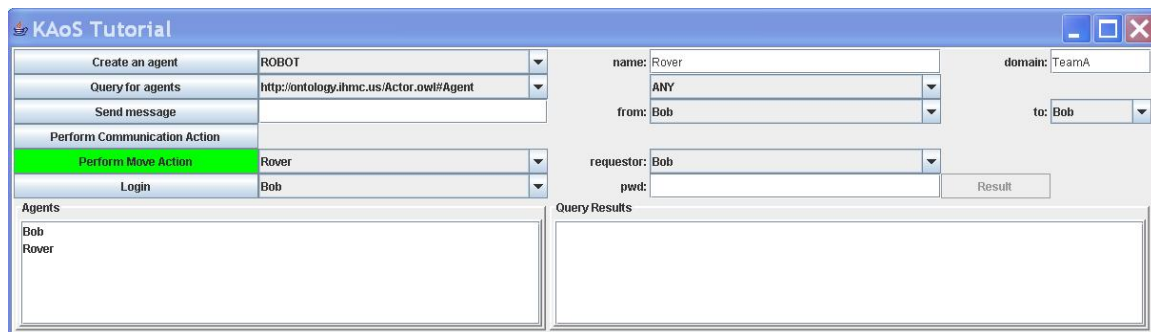 KAoS Tutorial
Create an agent ROBOT name: Rover domain: TeamA
Query for agents http://ontology.ihmc.us/Actor.owl#Agent ANY
Send message from: Bob to: Bob
Perform Communication Action
Perform Move Action Rover requestor: Bob
Login Bob pwd: Result
Agents Query Results
Bob
Rover